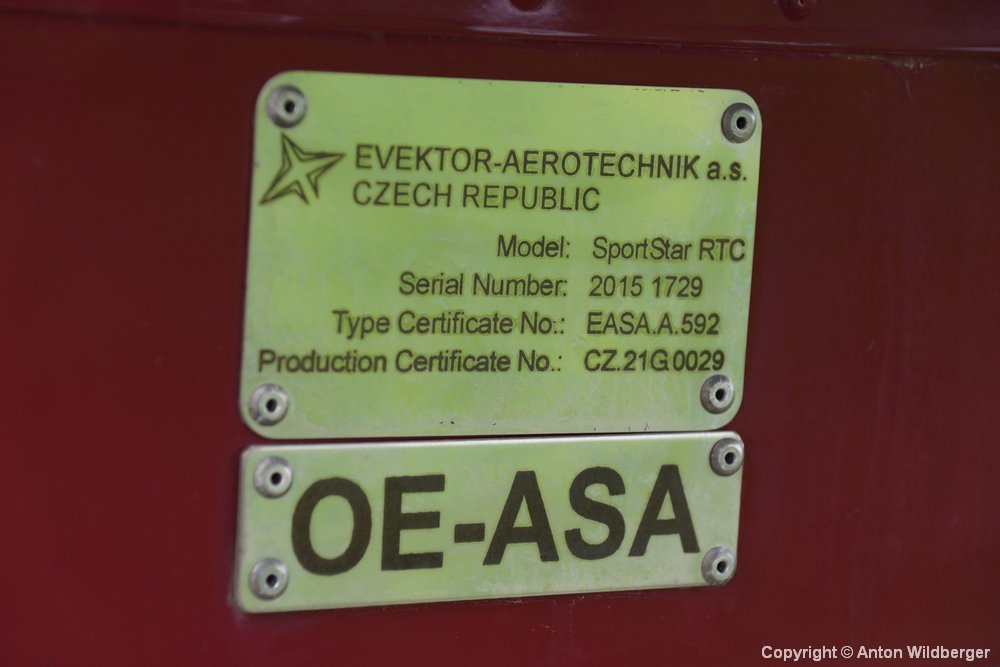 EVEKTOR-AEROTECHNIK a.s.
CZECH REPUBLIC
Model: SportStar RTC
Serial Number: 2015 1729
Type Certificate No.: EASA.A.592
Production Certificate No.: CZ.21G.0029
OE-ASA
Copyright © Anton Wildberger